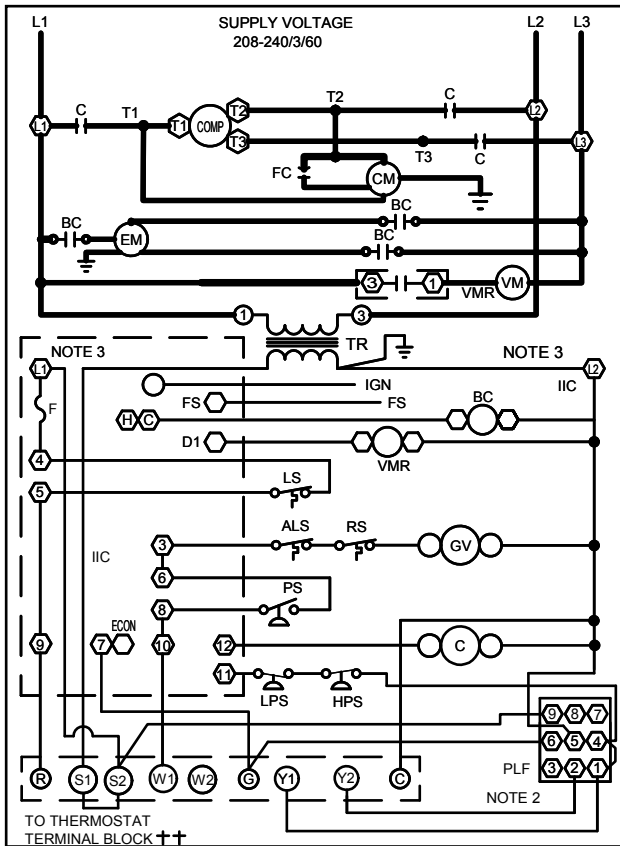 L1 SUPPLY VOLTAGE L2 L3
208-240/3/60
C T1 T2 T2 C
L1 T1 COMP L2
T3 T3 C L3
FC CM
BC BC
EM BC
3 1 VM
VMR
1 3
TR
NOTE 3 NOTE 3
L1 L2
IGN IIC
F FS FS BC
H C
D1
VMR
4
LS
5
ALS RS
3 GV
IIC
6
PS
8
ECON
9 7 10 12 C
11
LPS HPS
9 8 7
6 5 4
PLF 3 2 1
R S1 S2 W1 W2 G Y1 Y2 C
NOTE 2
TO THERMOSTAT
TERMINAL BLOCK ††